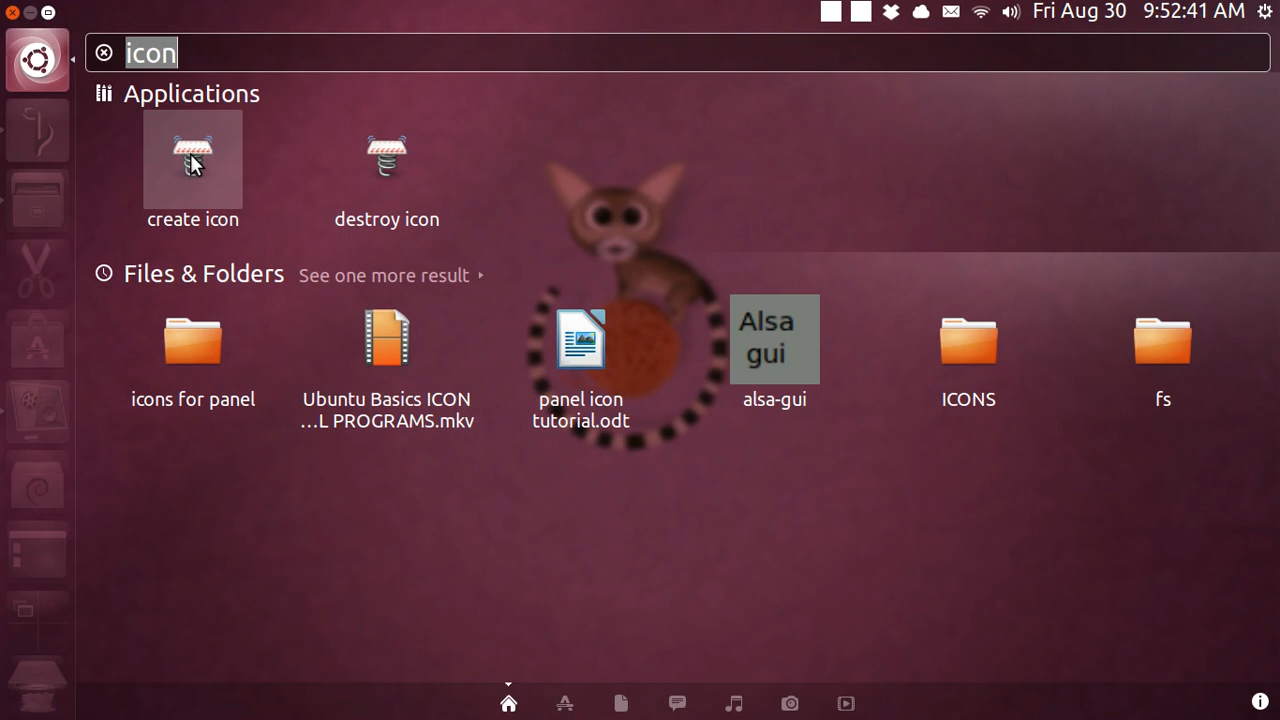 Fri Aug 30 9:52:41 AM
icon
Applications
create icon
destroy icon
Files & Folders See one more result
icons for panel
Ubuntu Basics ICON
...L PROGRAMS.mkv
panel icon
tutorial.odt
Alsa
gui
alsa-gui
ICONS
fs